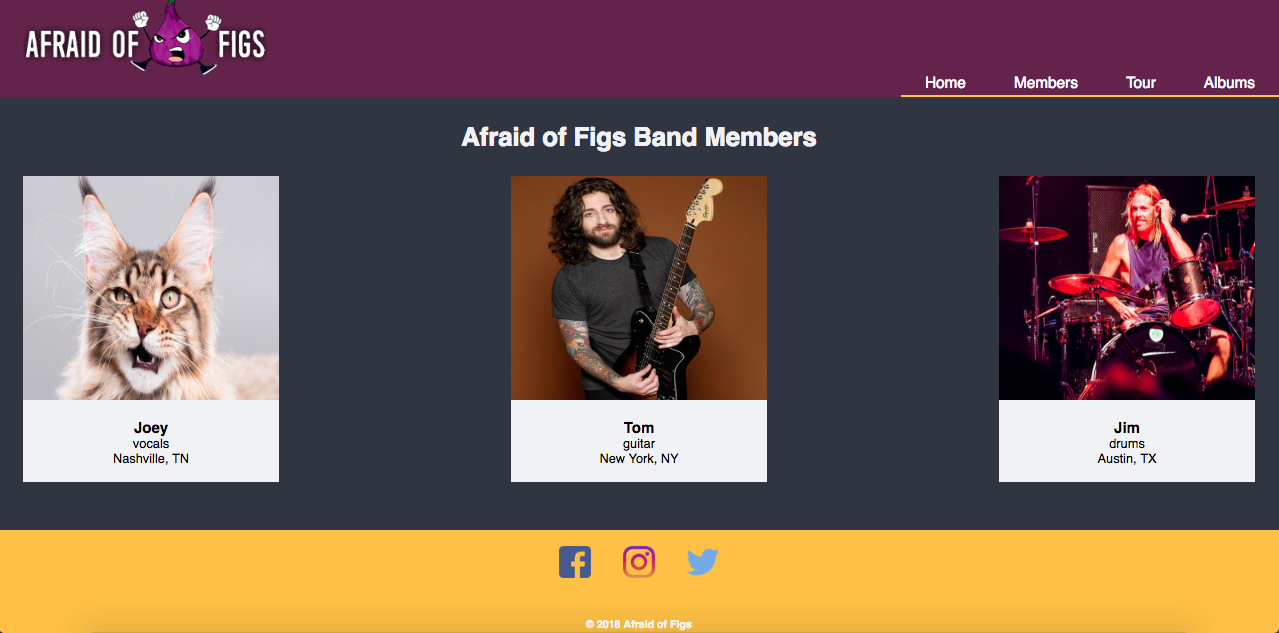 AFRAID OF FIGS
Home Members Tour Albums
Afraid of Figs Band Members
Joey
vocals
Nashville, TN
Tom
guitar
New York, NY
Jim
drums
Austin, TX
© 2018 Afraid of Figs